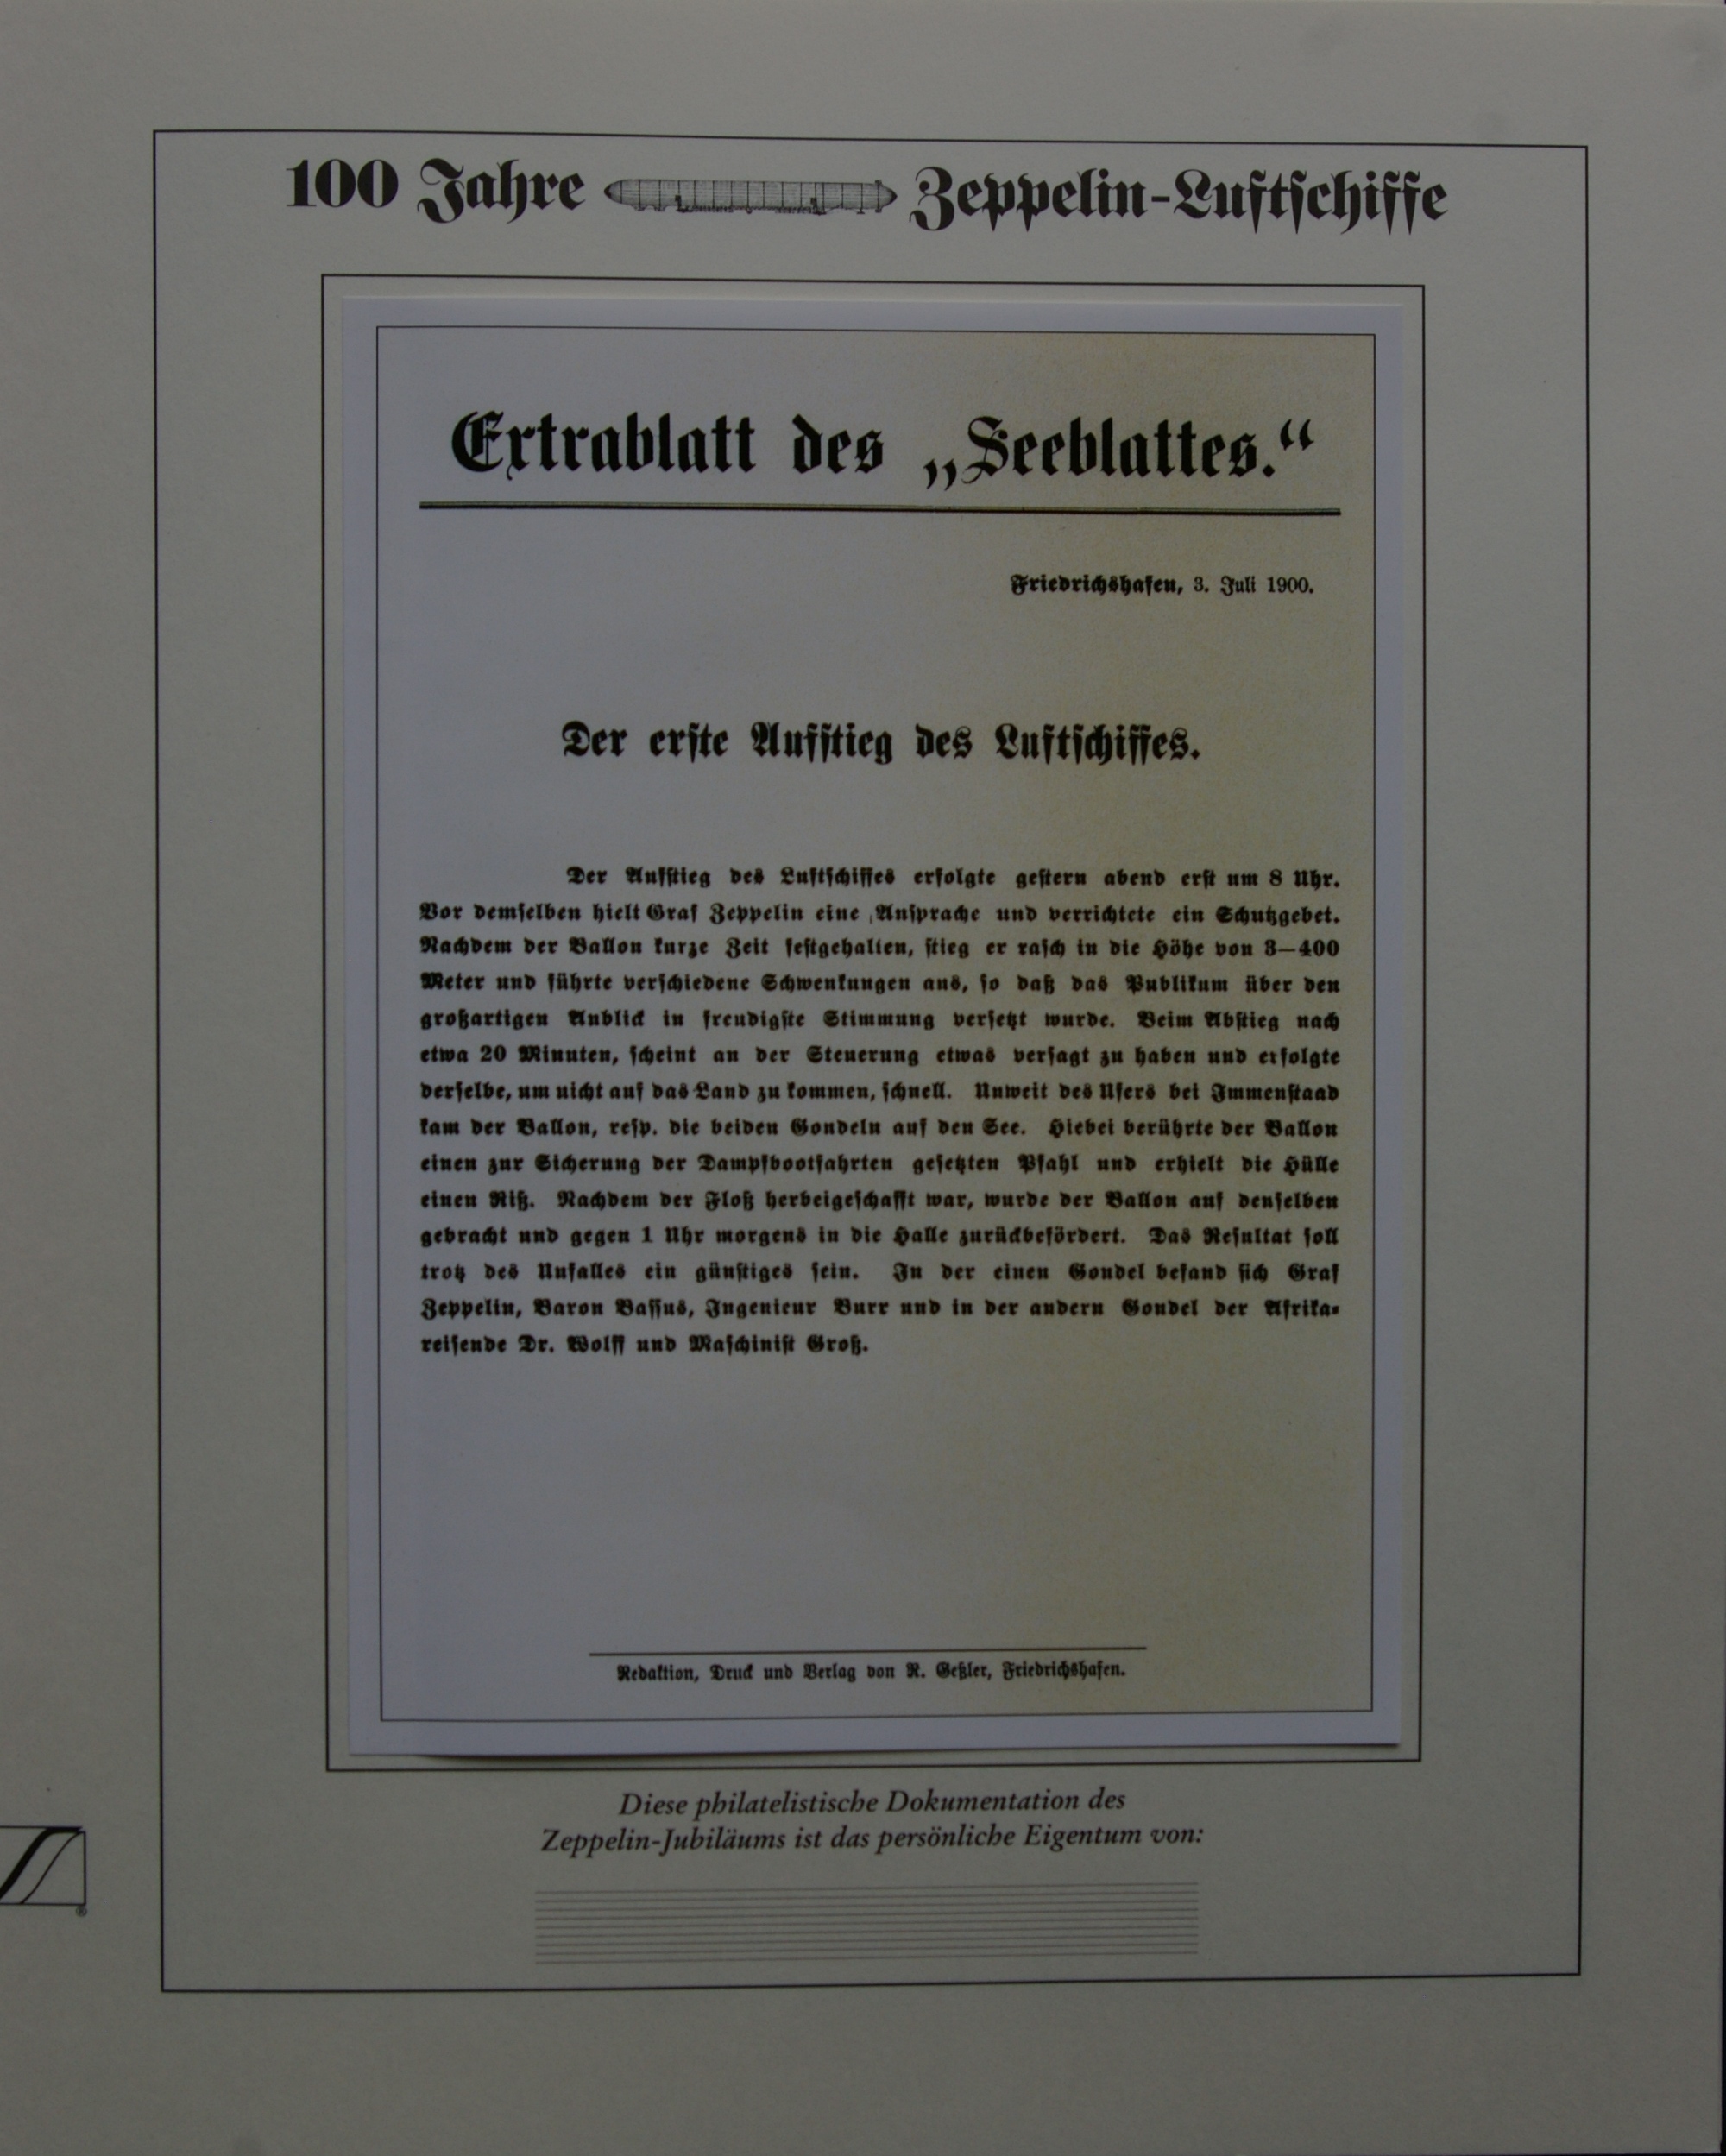 100 Jahre Zeppelin-Luftschiffe
Extrablatt des „Seeblattes.“
Friedrichshafen, 3. Juli 1900.
Der erste Aufstieg des Luftschiffes.
Der Aufstieg des Luftschiffes erfolgte gestern abend erst um 8 Uhr.
Vor demselben hielt Graf Zeppelin eine Ansprache und verrichtete ein Schutzgebet.
Nachdem der Ballon kurze Zeit festgehalten, stieg er rasch in die Höhe von 3—400
Meter und führte verschiedene Schwenkungen aus, so daß das Publikum über den
großartigen Anblick in freudigste Stimmung versetzt wurde. Beim Abstieg nach
etwa 20 Minuten, scheint an der Steuerung etwas versagt zu haben und erfolgte
derselbe, um nicht auf das Land zu kommen, schnell. Unweit des Ufers bei Immenstaad
kam der Ballon, resp. die beiden Gondeln auf den See. Hiebei berührte der Ballon
einen zur Sicherung der Dampfbootfahrten gesetzten Pfahl und erhielt die Hülle
einen Riß. Nachdem der Floß herbeigeschafft war, wurde der Ballon auf denselben
gebracht und gegen 1 Uhr morgens in die Halle zurückbefördert. Das Resultat soll
trotz des Unfalles ein günstiges sein. In der einen Gondel befand sich Graf
Zeppelin, Baron Bassus, Ingenieur Burr und in der andern Gondel der Afrika-
reisende Dr. Wolff und Maschinist Groß.
Redaktion, Druck und Verlag von R. Geßler, Friedrichshafen.
Diese philatelistische Dokumentation des
Zeppelin-Jubiläums ist das persönliche Eigentum von: